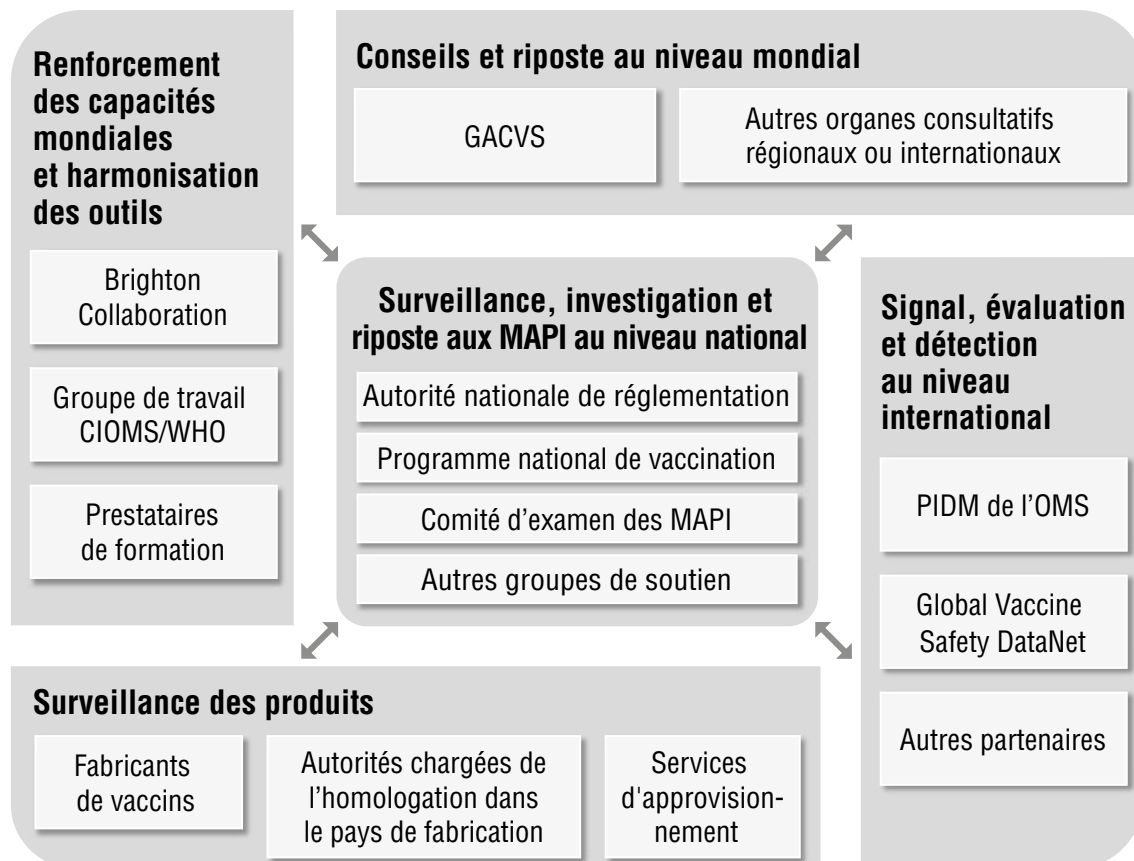 Renforcement
des capacités
mondiales
et harmonisation
des outils
Brighton
Collaboration
Groupe de travail
CIOMS/WHO
Prestataires
de formation
Conseils et riposte au niveau mondial
GACVS
Autres organes consultatifs
régionaux ou internationaux
Surveillance, investigation et
riposte aux MAPI au niveau national
Autorité nationale de réglementation
Programme national de vaccination
Comité d’examen des MAPI
Autres groupes de soutien
Signal, évaluation
et détection
au niveau
international
PIDM de l’OMS
Global Vaccine
Safety DataNet
Autres partenaires
Surveillance des produits
Fabricants
de vaccins
Autorités chargées de
l’homologation dans
le pays de fabrication
Services
d'approvision-
nement